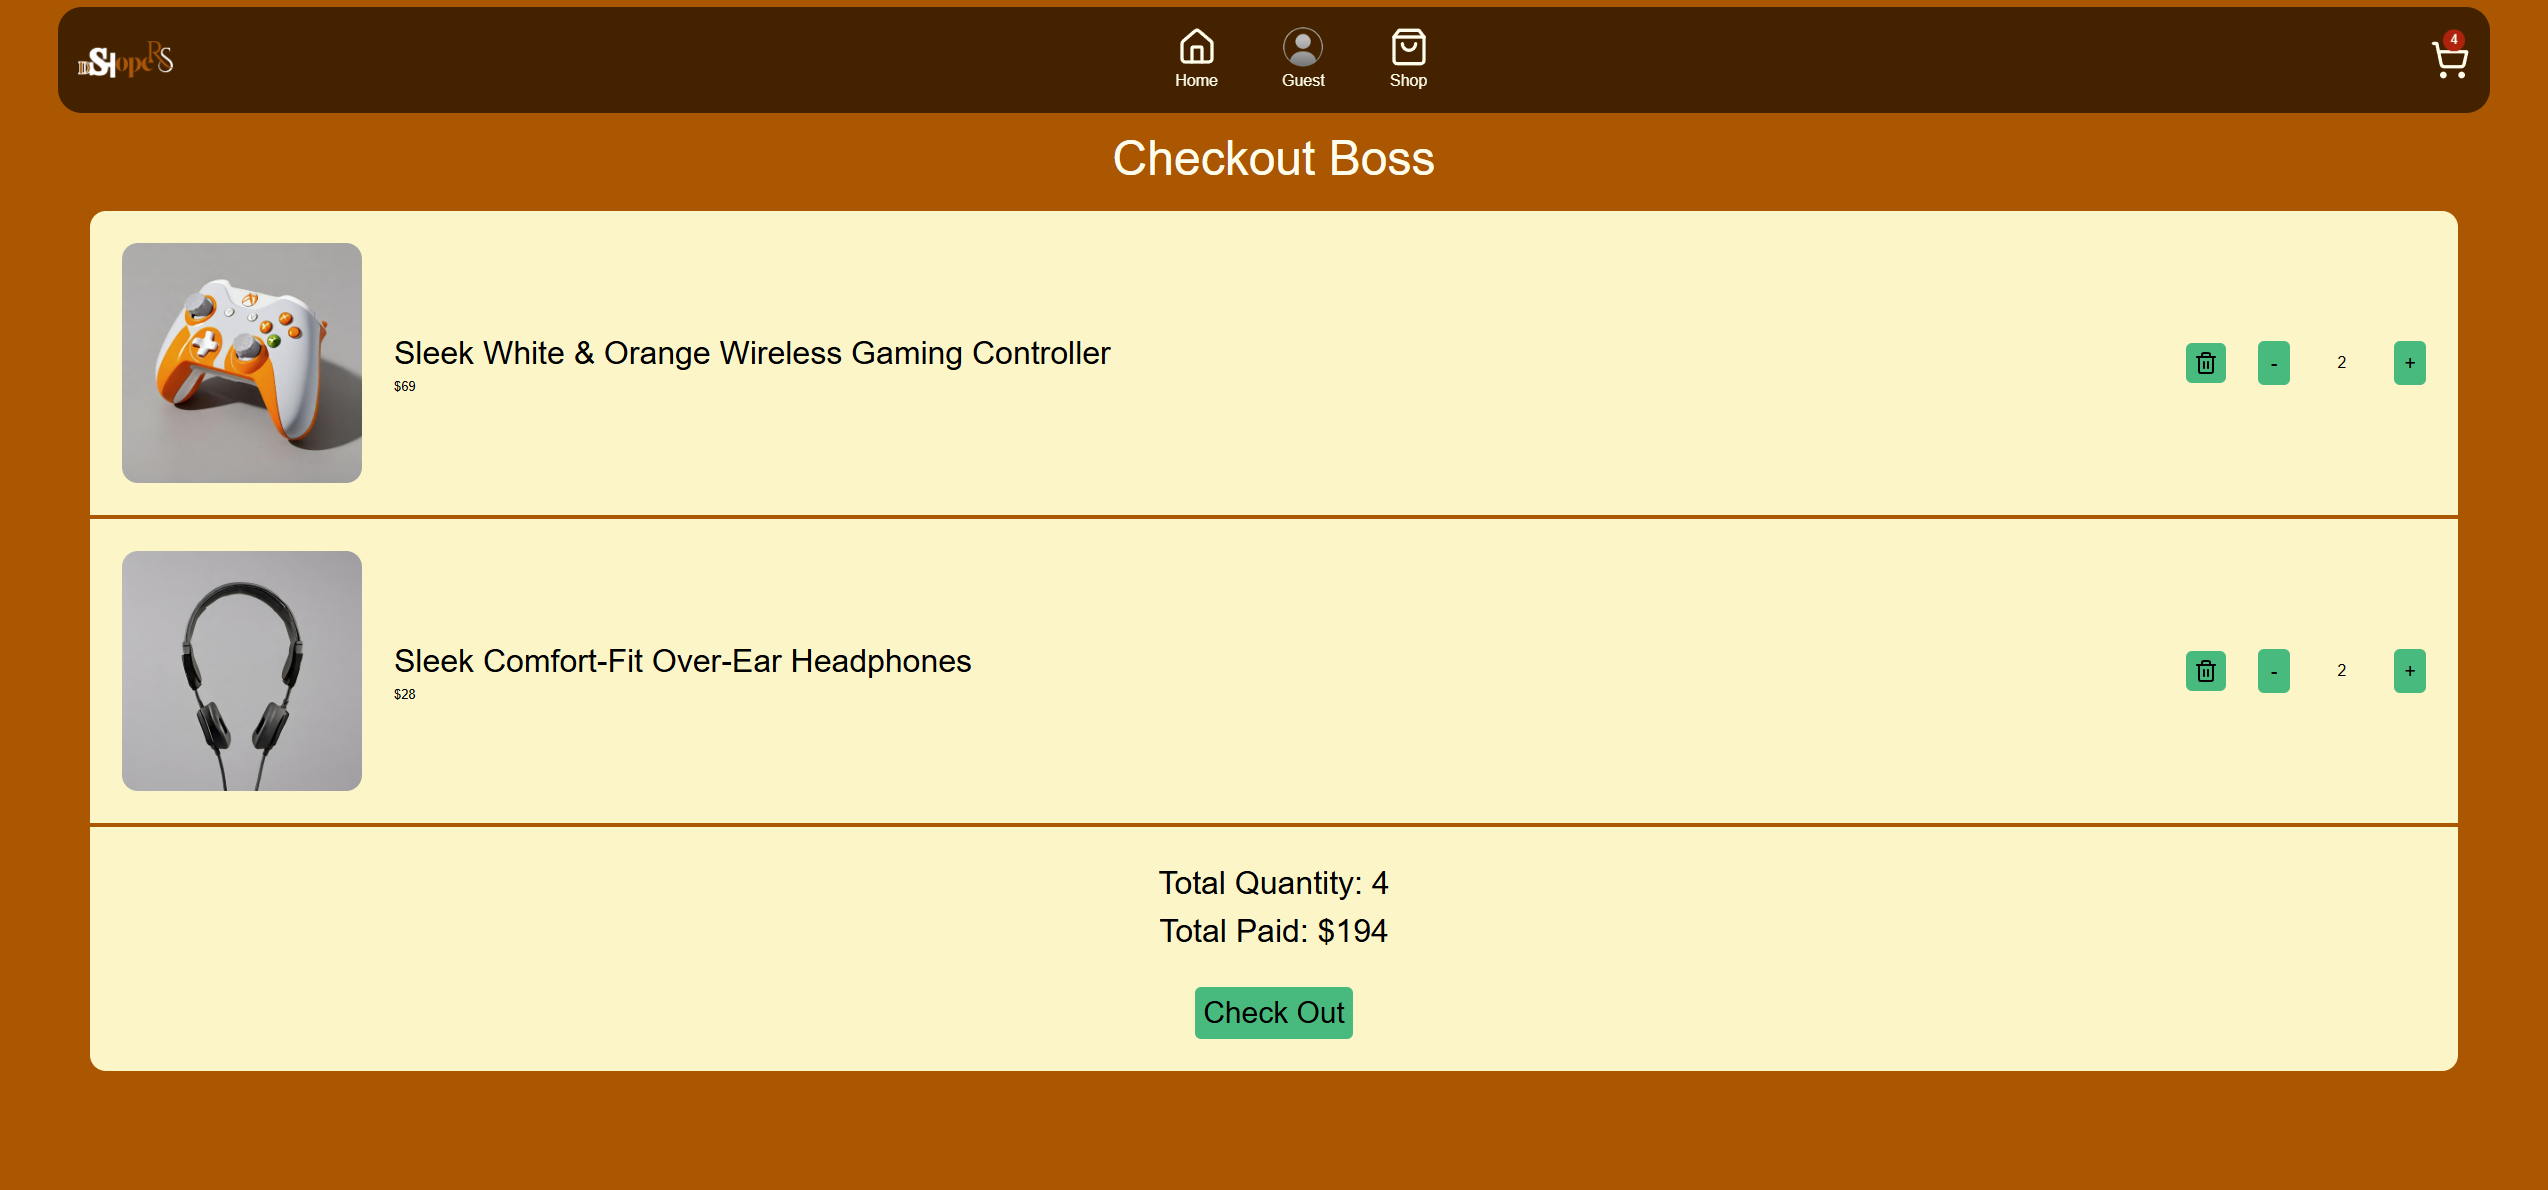 Home
Guest
Shop
4
Checkout Boss
Sleek White & Orange Wireless Gaming Controller
$69
- 2 +
Sleek Comfort-Fit Over-Ear Headphones
$28
- 2 +
Total Quantity: 4
Total Paid: $194
Check Out